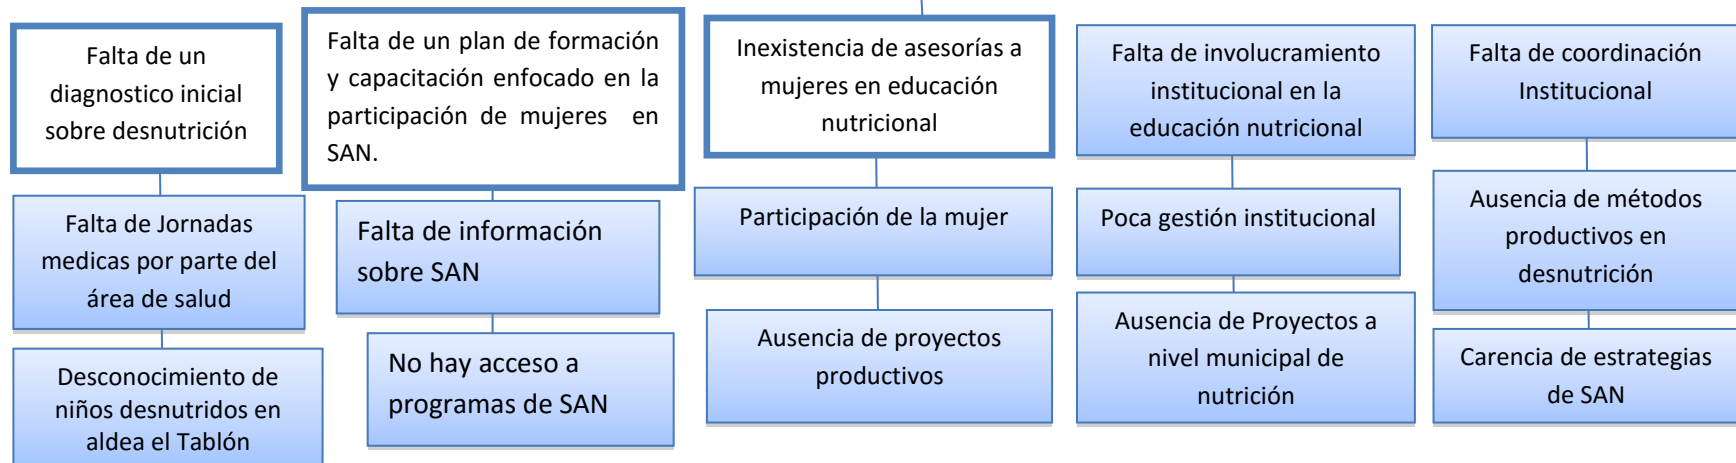 Falta de un
diagnostico inicial
sobre desnutrición
Falta de Jornadas
medicas por parte del
área de salud
Desconocimiento de
niños desnutridos en
aldea el Tablón
Falta de un plan de formación
y capacitación enfocado en la
participación de mujeres en
SAN.
Falta de información
sobre SAN
No hay acceso a
programas de SAN
Inexistencia de asesorías a
mujeres en educación
nutricional
Participación de la mujer
Ausencia de proyectos
productivos
Falta de involucramiento
institucional en la
educación nutricional
Poca gestión institucional
Ausencia de Proyectos a
nivel municipal de
nutrición
Falta de coordinación
Institucional
Ausencia de métodos
productivos en
desnutrición
Carencia de estrategias
de SAN